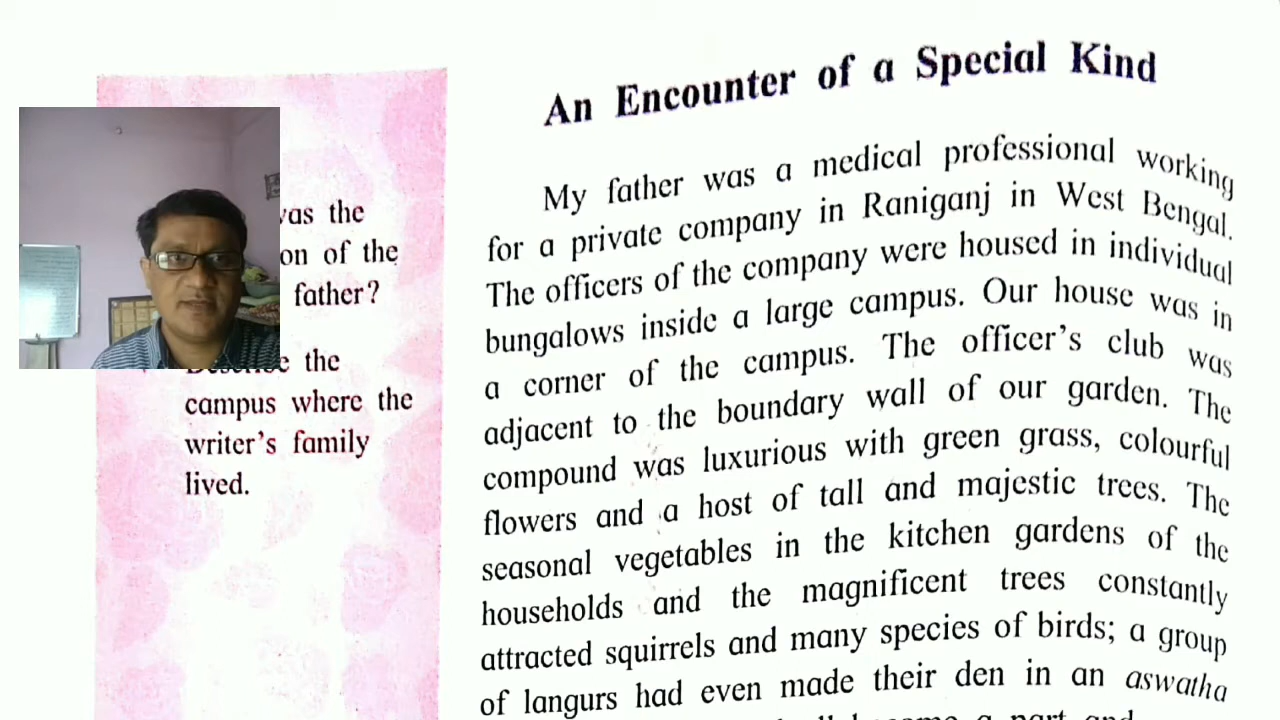 An Encounter of a Special Kind
was the
on of the
father?
Describe the
campus where the
writer's family
lived.
My father was a medical professional working
for a private company in Raniganj in West Bengal.
The officers of the company were housed in individual
bungalows inside a large campus. Our house was in
a corner of the campus. The officer's club was
adjacent to the boundary wall of our garden. The
compound was luxurious with green grass, colourful
flowers and a host of tall and majestic trees. The
seasonal vegetables in the kitchen gardens of the
households and the magnificent trees constantly
attracted squirrels and many species of birds; a group
of langurs had even made their den in an aswatha
a part and